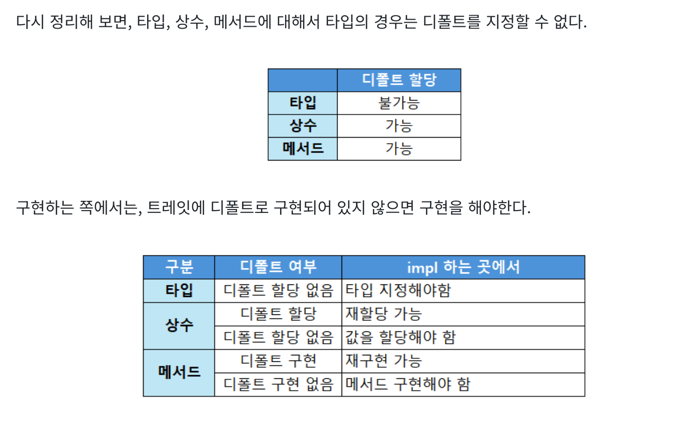 다시 정리해 보면, 타입, 상수, 메서드에 대해서 타입의 경우는 디폴트를 지정할 수 없다.
디폴트 할당
타입 불가능
상수 가능
메서드 가능
구현하는 쪽에서는, 트레잇에 디폴트로 구현되어 있지 않으면 구현을 해야한다.
구분 디폴트 여부 impl 하는 곳에서
타입 디폴트 할당 없음 타입 지정해야함
상수 디폴트 할당 재할당 가능
디폴트 할당 없음 값을 할당해야 함
메서드 디폴트 구현 재구현 가능
디폴트 구현 없음 메서드 구현해야 함